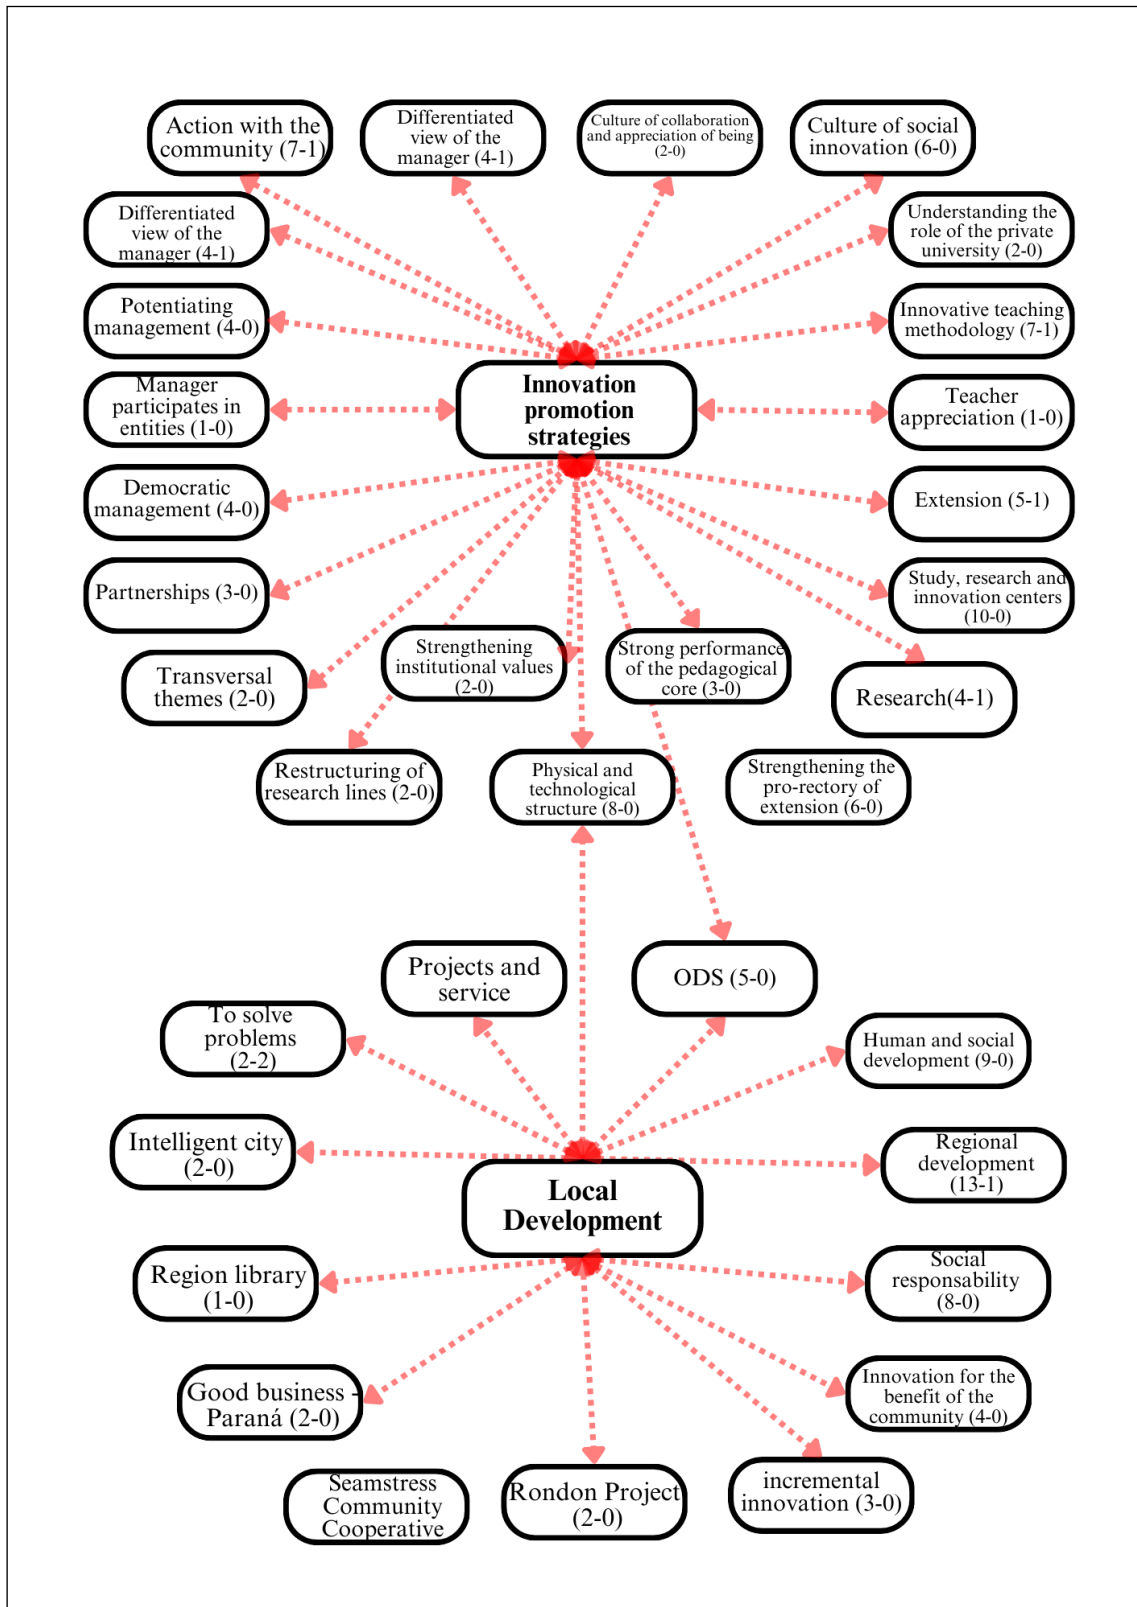 Action with the
community (7-1)
Differentiated
view of the
manager (4-1)
Culture of collaboration
and appreciation of being
(2-0)
Culture of social
innovation (6-0)
Differentiated
view of the
manager (4-1)
Understanding the
role of the private
university (2-0)
Potentiating
management (4-0)
Innovative teaching
methodology (7-1)
Innovation
promotion
strategies
Manager
participates in
entities (1-0)
Teacher
appreciation (1-0)
Democratic
management (4-0)
Extension (5-1)
Partnerships (3-0)
Study, research and
innovation centers
(10-0)
Transversal
themes (2-0)
Strengthening
institutional values
(2-0)
Strong performance
of the pedagogical
core (3-0)
Research(4-1)
Restructuring of
research lines (2-0)
Physical and
technological
structure (8-0)
Strengthening the
pro-rectory of
extension (6-0)
Projects and
service
ODS (5-0)
To solve
problems
(2-2)
Human and social
development (9-0)
Intelligent city
(2-0)
Regional
development
(13-1)
Local
Development
Region library
(1-0)
Social
responsability
(8-0)
Good business -
Paraná (2-0)
Innovation for the
benefit of the
community (4-0)
Seamstress
Community
Cooperative
Rondon Project
(2-0)
incremental
innovation (3-0)